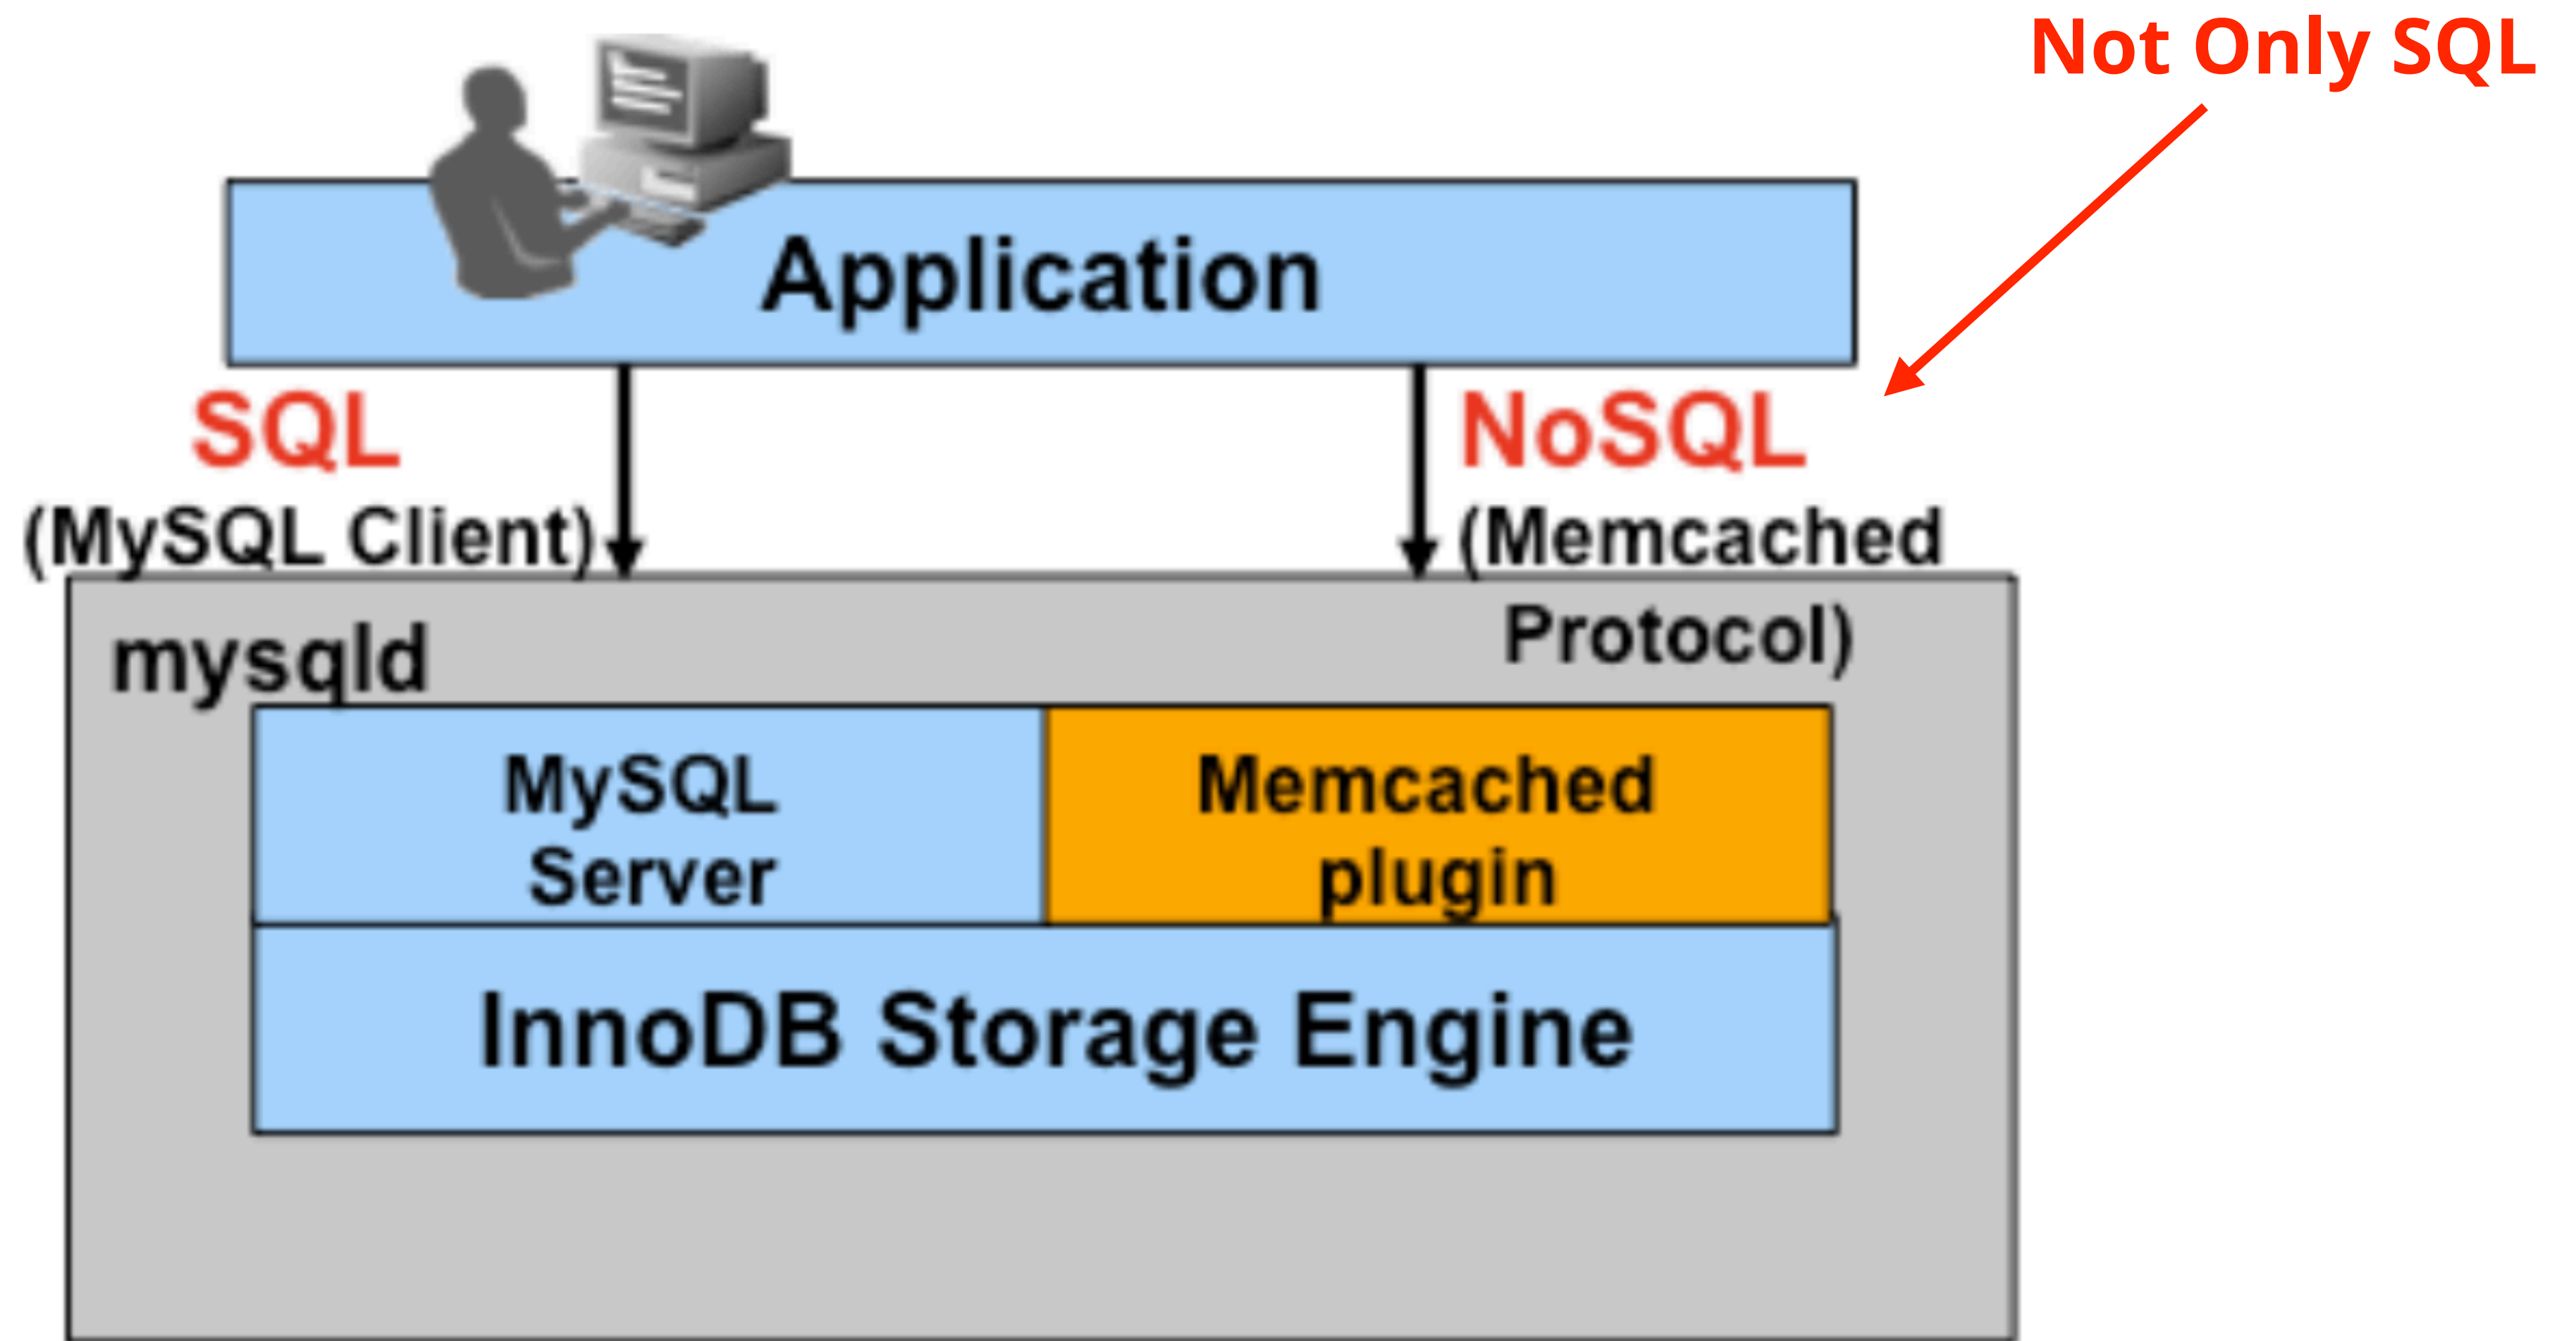 Not Only SQL
Application
SQL
(MySQL Client)
NoSQL
(Memcached
Protocol)
mysqld
MySQL
Server
Memcached
plugin
InnoDB Storage Engine